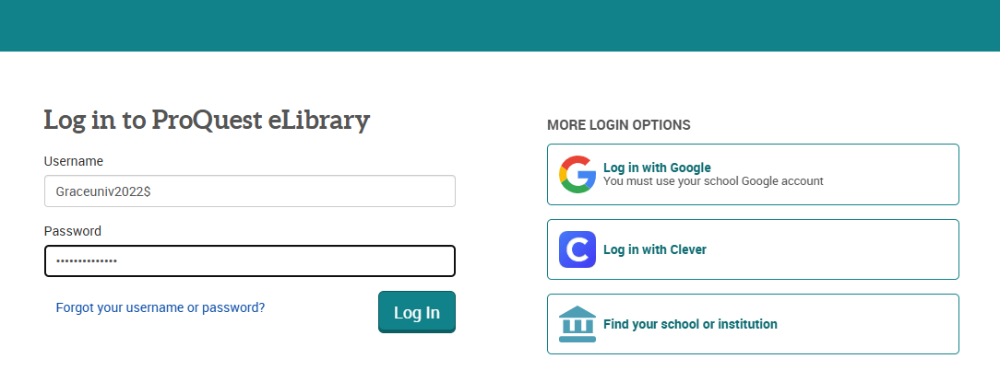 Log in to ProQuest eLibrary
Username
Graceuniv2022$
Password
••••••••••••••
Forgot your username or password?
Log In
MORE LOGIN OPTIONS
Log in with Google
You must use your school Google account
Log in with Clever
Find your school or institution